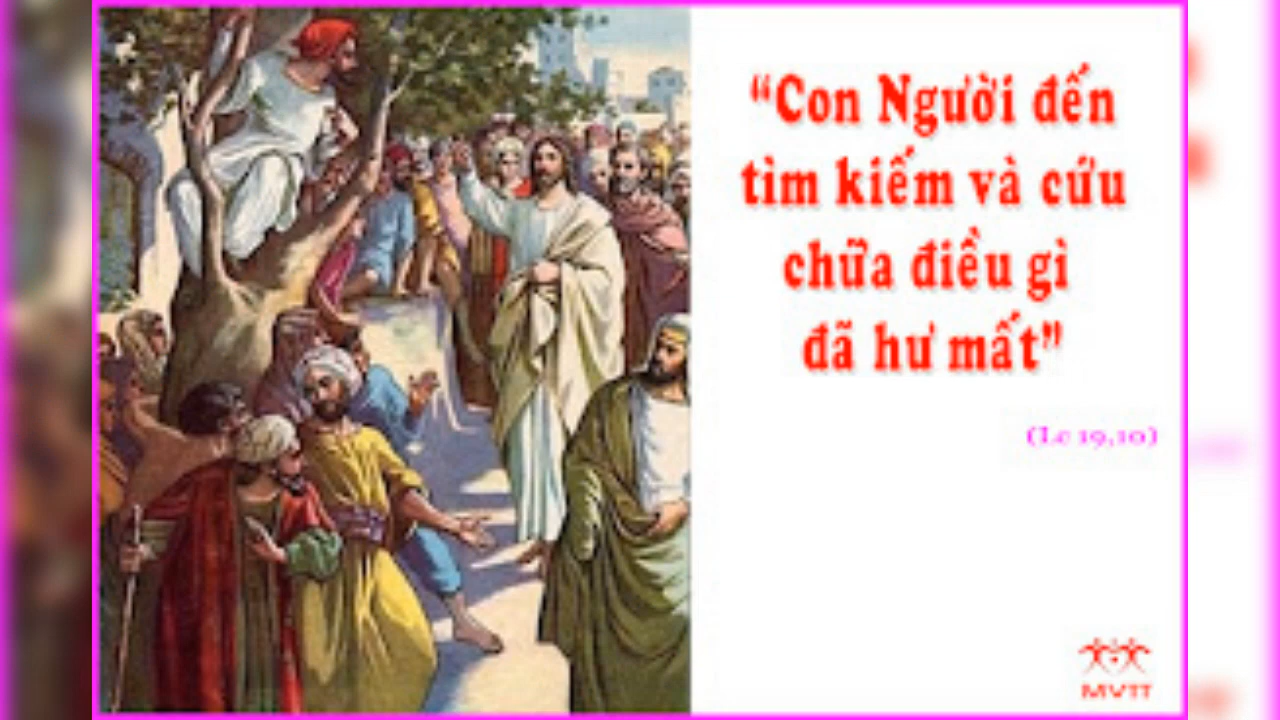 “Con Người đến
tìm kiếm và cứu
chữa điều gì
đã hư mất”
(Lc 19,10)
MVTT